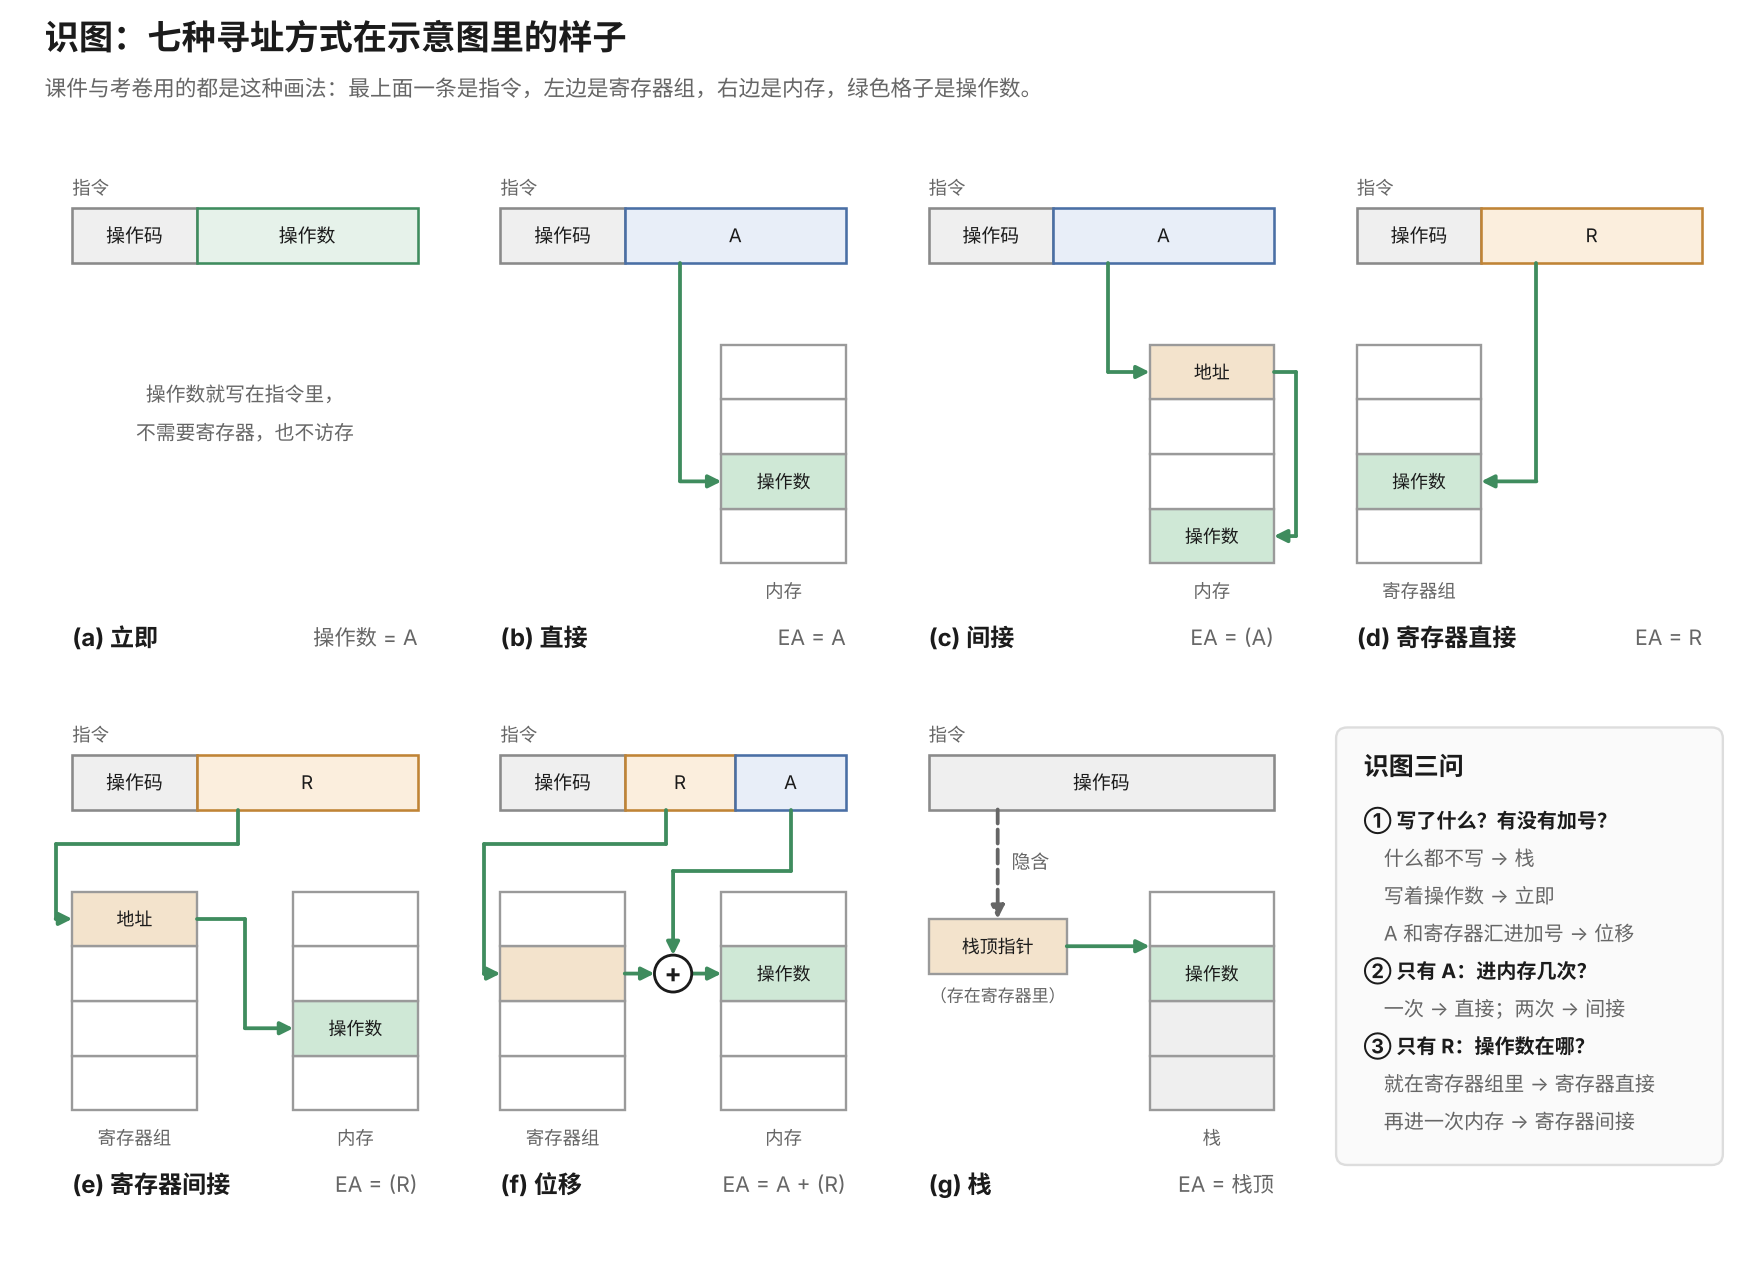 识图：七种寻址方式在示意图里的样子
课件与考卷用的都是这种画法：最上面一条是指令，左边是寄存器组，右边是内存，绿色格子是操作数。
指令
操作码 操作数
操作数就写在指令里，
不需要寄存器，也不访存
(a) 立即 操作数 = A
指令
操作码 A
操作数
内存
(b) 直接 EA = A
指令
操作码 A
地址
操作数
内存
(c) 间接 EA = (A)
指令
操作码 R
操作数
寄存器组
(d) 寄存器直接 EA = R
指令
操作码 R
地址
操作数
寄存器组 内存
(e) 寄存器间接 EA = (R)
指令
操作码 R A
+ 操作数
寄存器组 内存
(f) 位移 EA = A + (R)
指令
操作码
隐含
栈顶指针
操作数
（存在寄存器里）
栈
(g) 栈 EA = 栈顶
识图三问
① 写了什么？有没有加号？
什么都不写 → 栈
写着操作数 → 立即
A 和寄存器汇进加号 → 位移
② 只有 A：进内存几次？
一次 → 直接；两次 → 间接
③ 只有 R：操作数在哪？
就在寄存器组里 → 寄存器直接
再进一次内存 → 寄存器间接